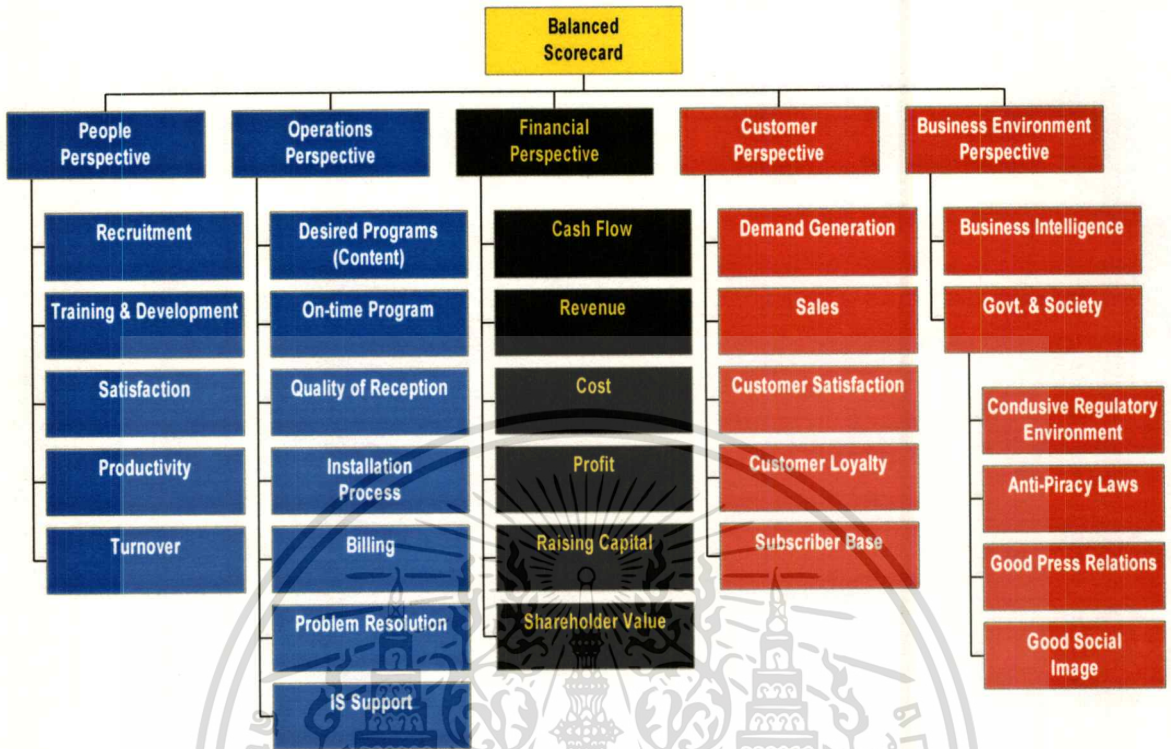 Balanced
Scorecard
People
Perspective
Recruitment
Training & Development
Satisfaction
Productivity
Turnover
Operations
Perspective
Desired Programs
(Content)
On-time Program
Quality of Reception
Installation
Process
Billing
Problem Resolution
IS Support
Financial
Perspective
Cash Flow
Revenue
Cost
Profit
Raising Capital
Shareholder Value
Customer
Perspective
Demand Generation
Sales
Customer Satisfaction
Customer Loyalty
Subscriber Base
Business Environment
Perspective
Business Intelligence
Govt. & Society
Condusive Regulatory
Environment
Anti-Piracy Laws
Good Press Relations
Good Social
Image